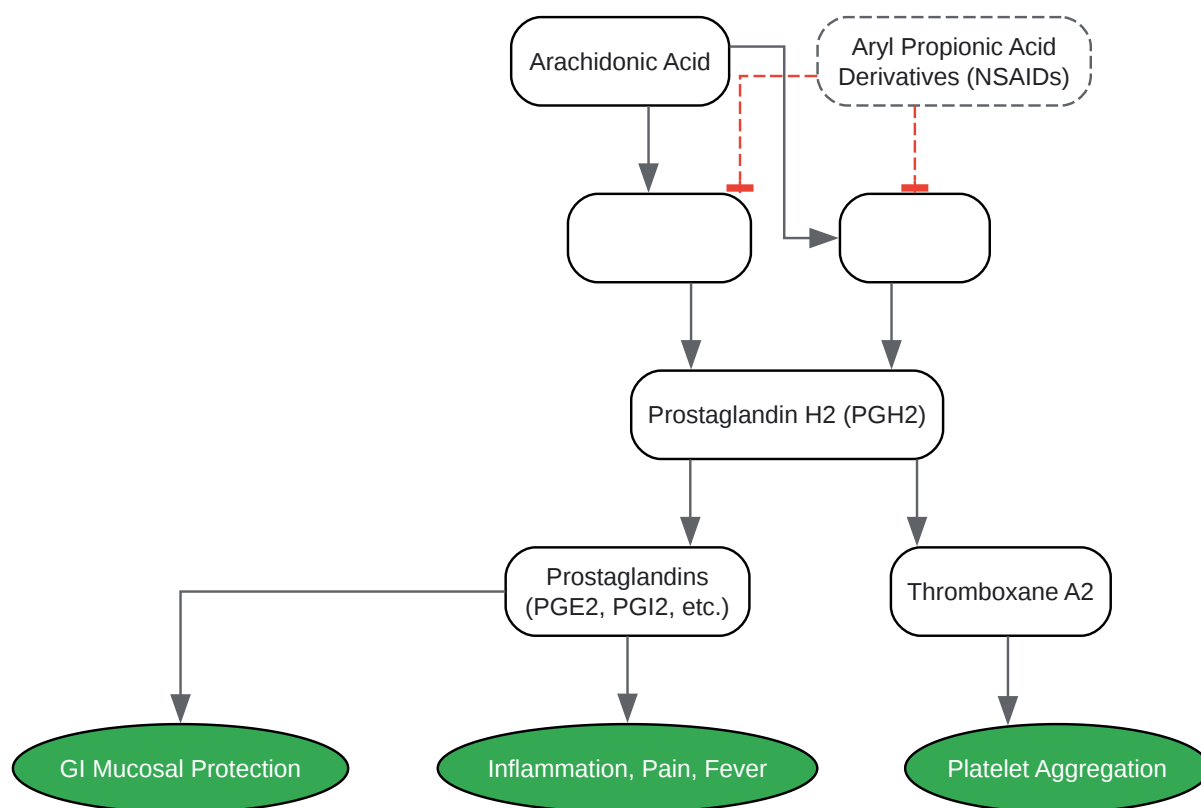 Arachidonic Acid
Aryl Propionic Acid
Derivatives (NSAIDs)
Prostaglandin H2 (PGH2)
Prostaglandins
(PGE2, PGI2, etc.)
Thromboxane A2
GI Mucosal Protection
Inflammation, Pain, Fever
Platelet Aggregation